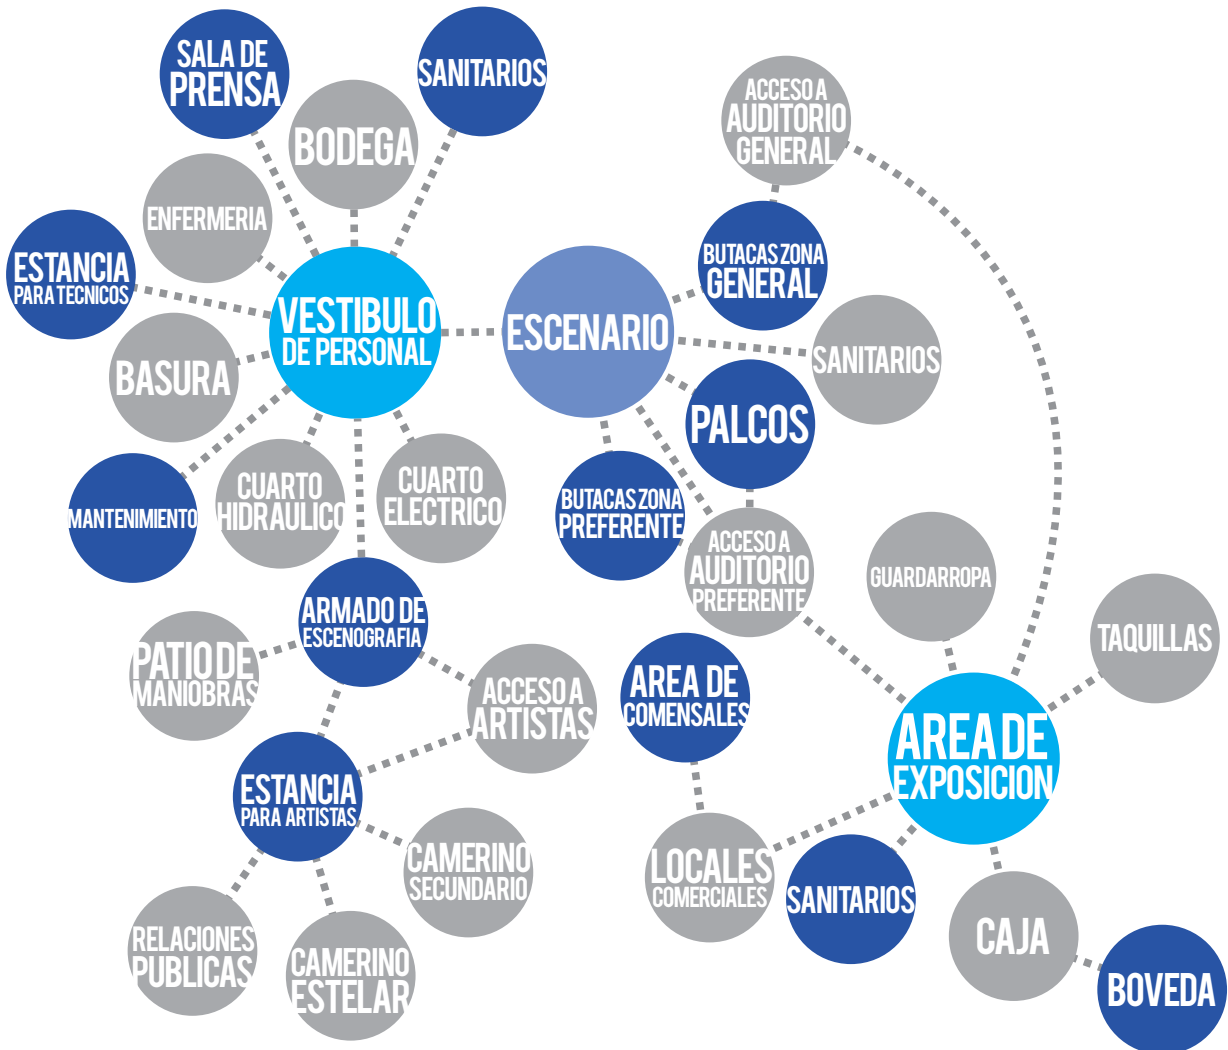 SALA DE
PRENSA
SANITARIOS
BODEGA
ACCESO A
AUDITORIO
GENERAL
ENFERMERIA
ESTANCIA
PARA TECNICOS
BUTACAS ZONA
GENERAL
VESTIBULO
DE PERSONAL
ESCENARIO
SANITARIOS
BASURA
PALCOS
MANTENIMIENTO
CUARTO
HIDRAULICO
CUARTO
ELECTRICO
BUTACAS ZONA
PREFERENTE
ACCESO A
AUDITORIO
PREFERENTE
GUARDARROPA
ARMADO DE
ESCENOGRAFIA
TAQUILLAS
PATIO DE
MANIOBRAS
ACCESO A
ARTISTAS
AREA DE
COMENSALES
AREA DE
EXPOSICION
ESTANCIA
PARA ARTISTAS
CAMERINO
SECUNDARIO
LOCALES
COMERCIALES
SANITARIOS
RELACIONES
PUBLICAS
CAMERINO
ESTELAR
CAJA
BOVEDA